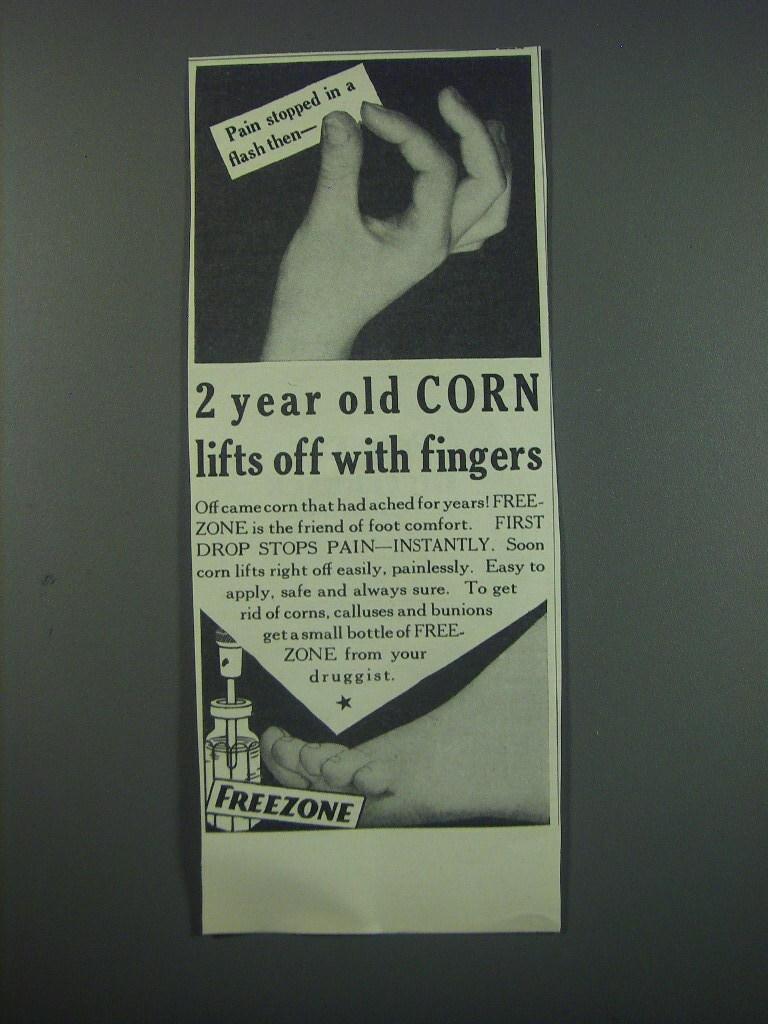 Pain stopped in a
flash then—
2 year old CORN
lifts off with fingers
Off came corn that had ached for years! FREE-
ZONE is the friend of foot comfort. FIRST
DROP STOPS PAIN—INSTANTLY. Soon
corn lifts right off easily, painlessly. Easy to
apply, safe and always sure. To get
rid of corns, calluses and bunions
get a small bottle of FREE-
ZONE from your
druggist.
FREEZONE